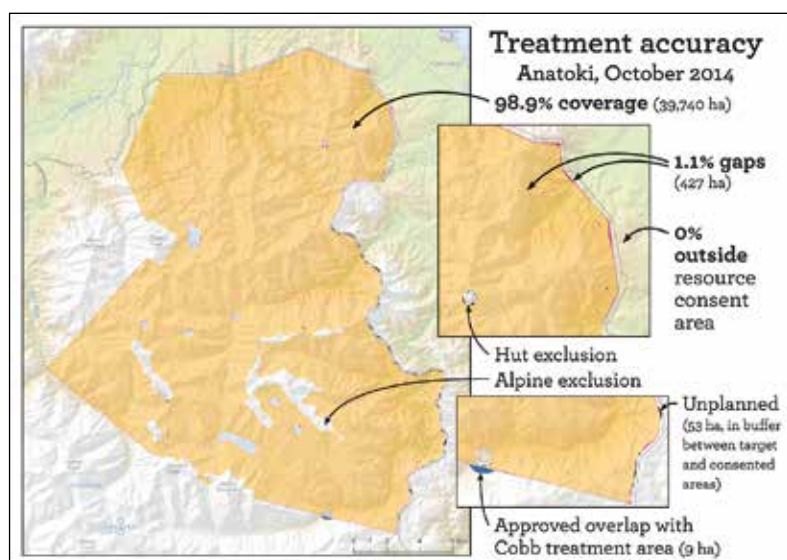 Treatment accuracy
Anatoki, October 2014
98.9% coverage (39,740 ha)
1.1% gaps
(427 ha)
0%
outside
resource
consent
area
Hut exclusion
Alpine exclusion
Unplanned
(53 ha, in buffer
between target
and consented
areas)
Approved overlap with
Cobb treatment area (9 ha)